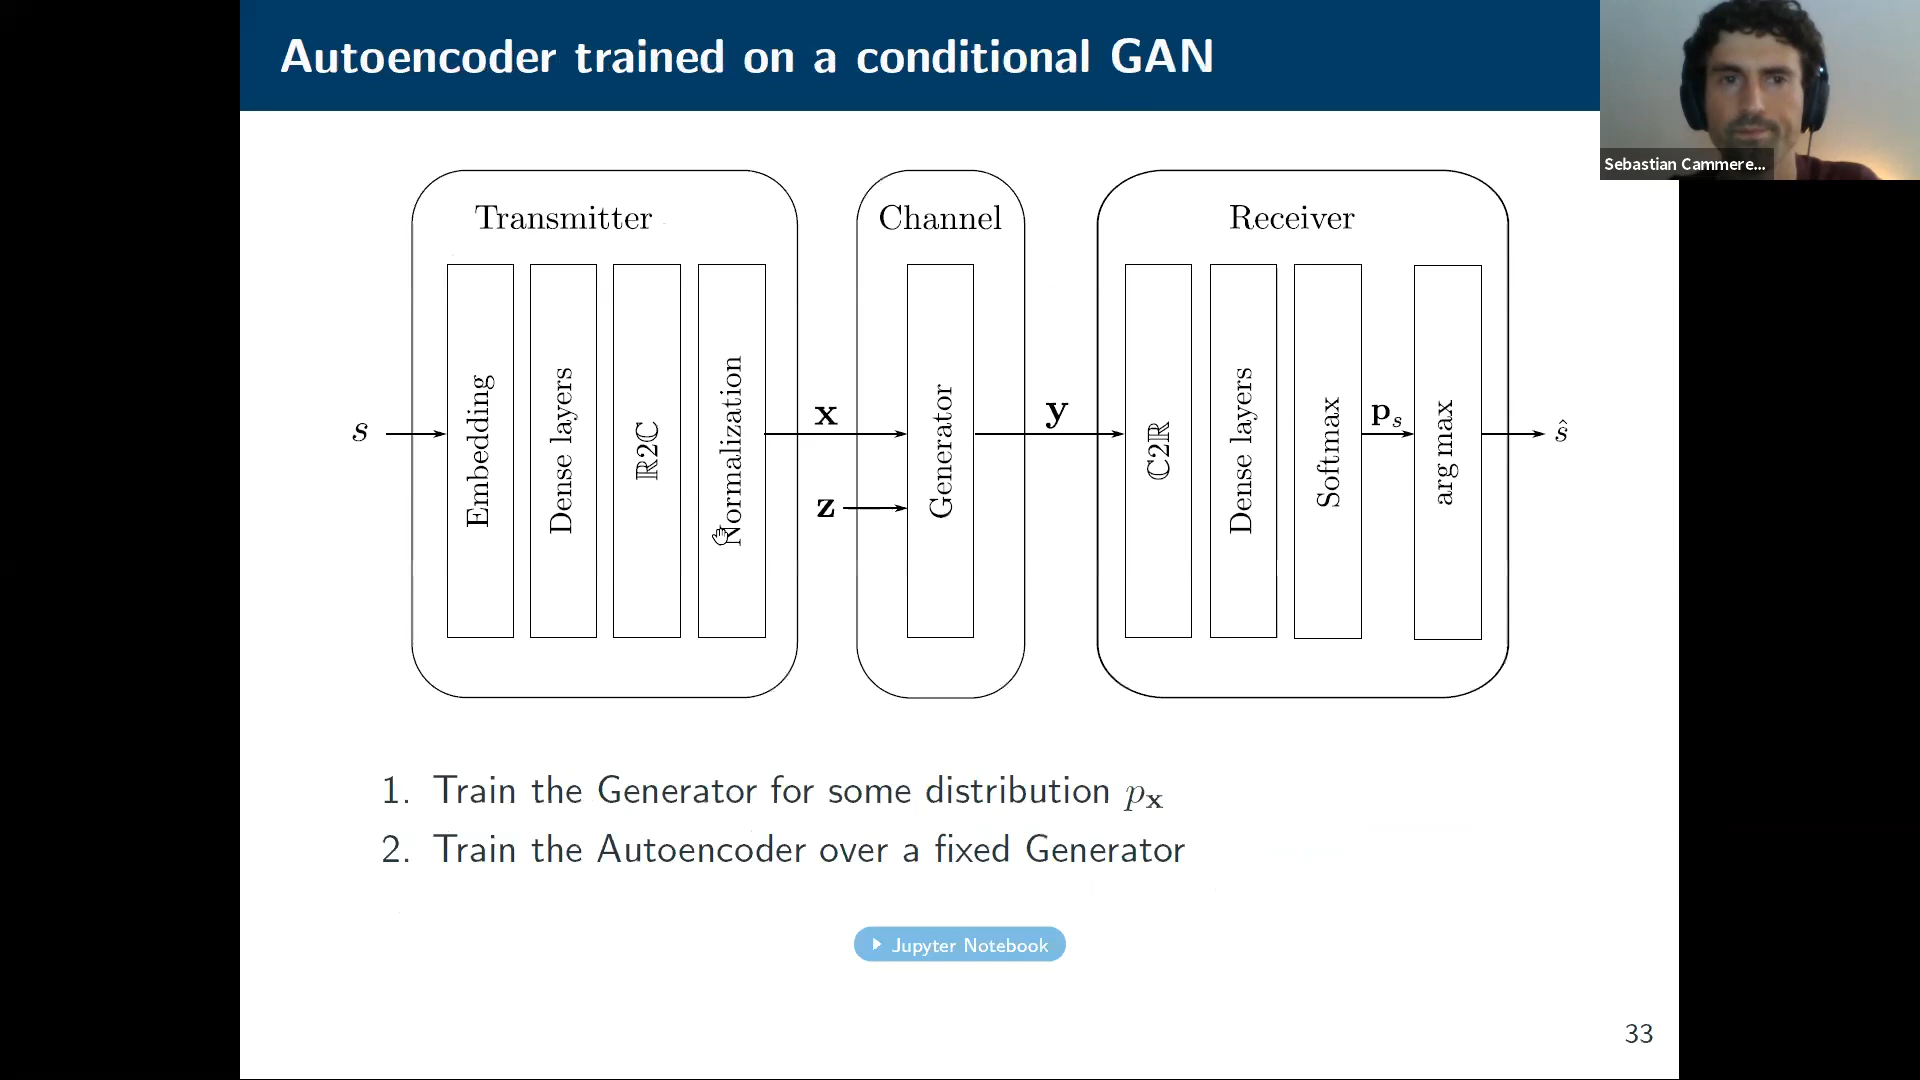 Autoencoder trained on a conditional GAN
Sebastian Cammere...
Transmitter
Channel
Receiver
s
Embedding
Dense layers
ℝ2ℂ
Normalization
x
z
Generator
y
ℂ2ℝ
Dense layers
Softmax
p_s
arg max
ŝ
1. Train the Generator for some distribution p_x
2. Train the Autoencoder over a fixed Generator
Jupyter Notebook
33